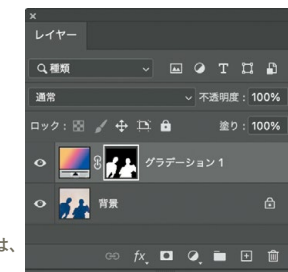 レイヤー
種類
通常 不透明度: 100%
ロック: 塗り: 100%
グラデーション 1
背景
は、
fx